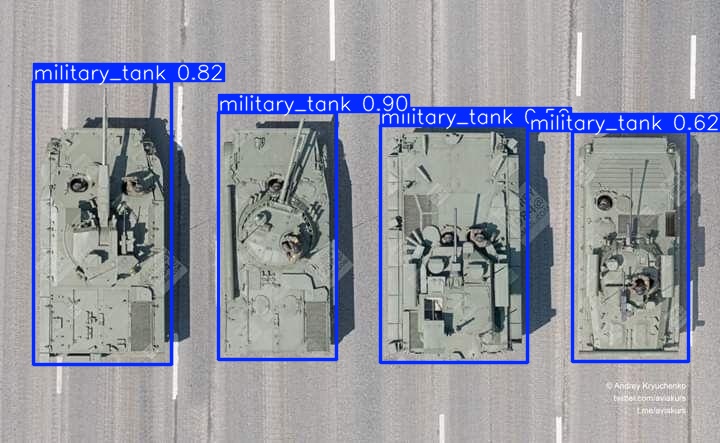 military_tank 0.82
military_tank 0.90
military_tank
military_tank 0.62
© Andrey Kryuchenko
twitter.com/aviakurs
t.me/aviakurs